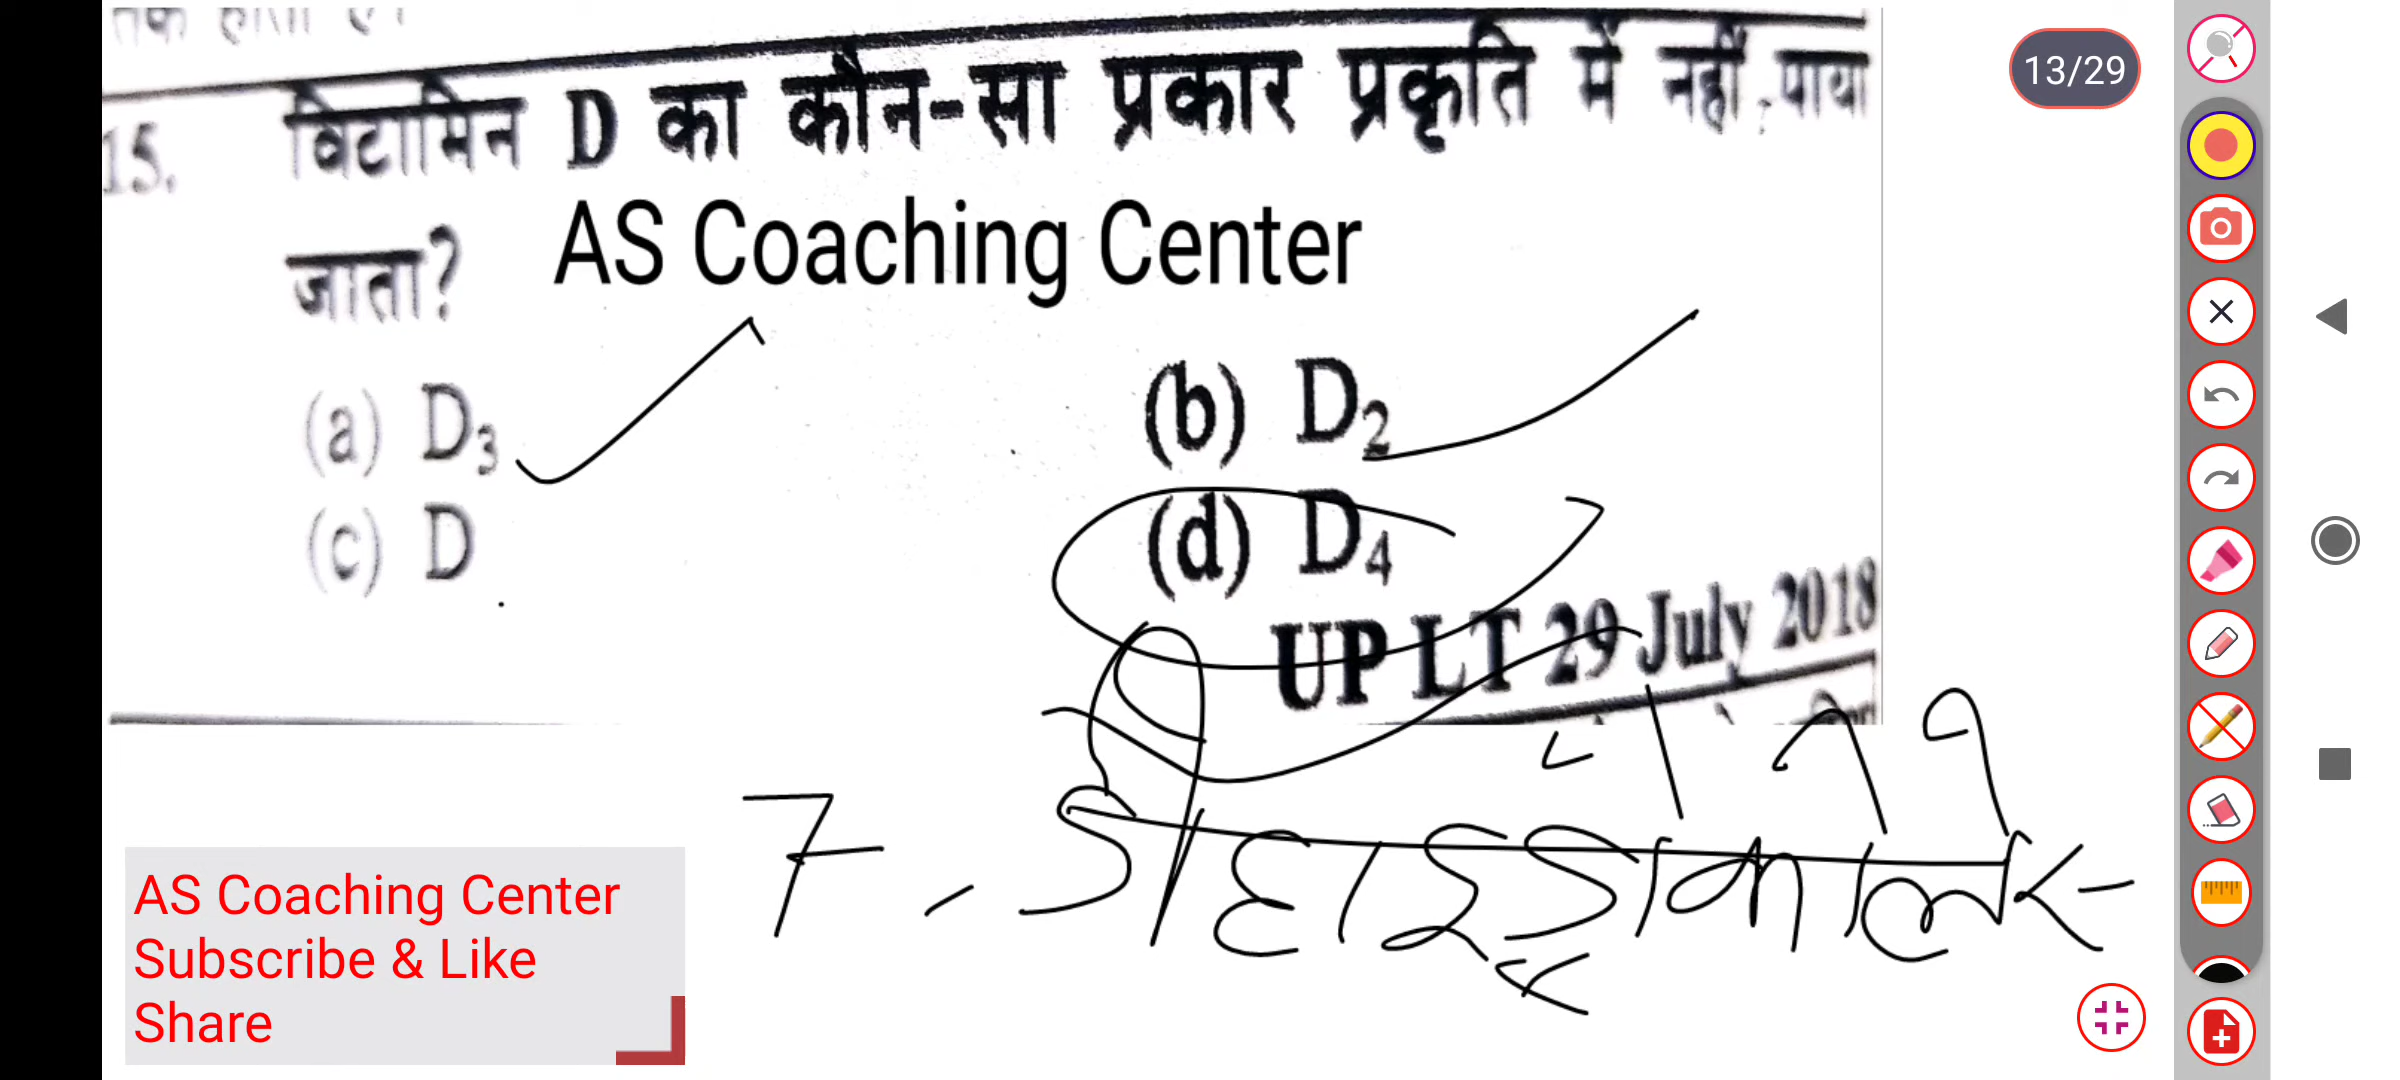 13/29
15. विटामिन D का कौन-सा प्रकार प्रकृति में नहीं पाया
जाता?
AS Coaching Center
(a) D₃
(b) D₂
(c) D
(d) D₄
UP LT 29 July 2018
7 -
AS Coaching Center
Subscribe & Like
Share